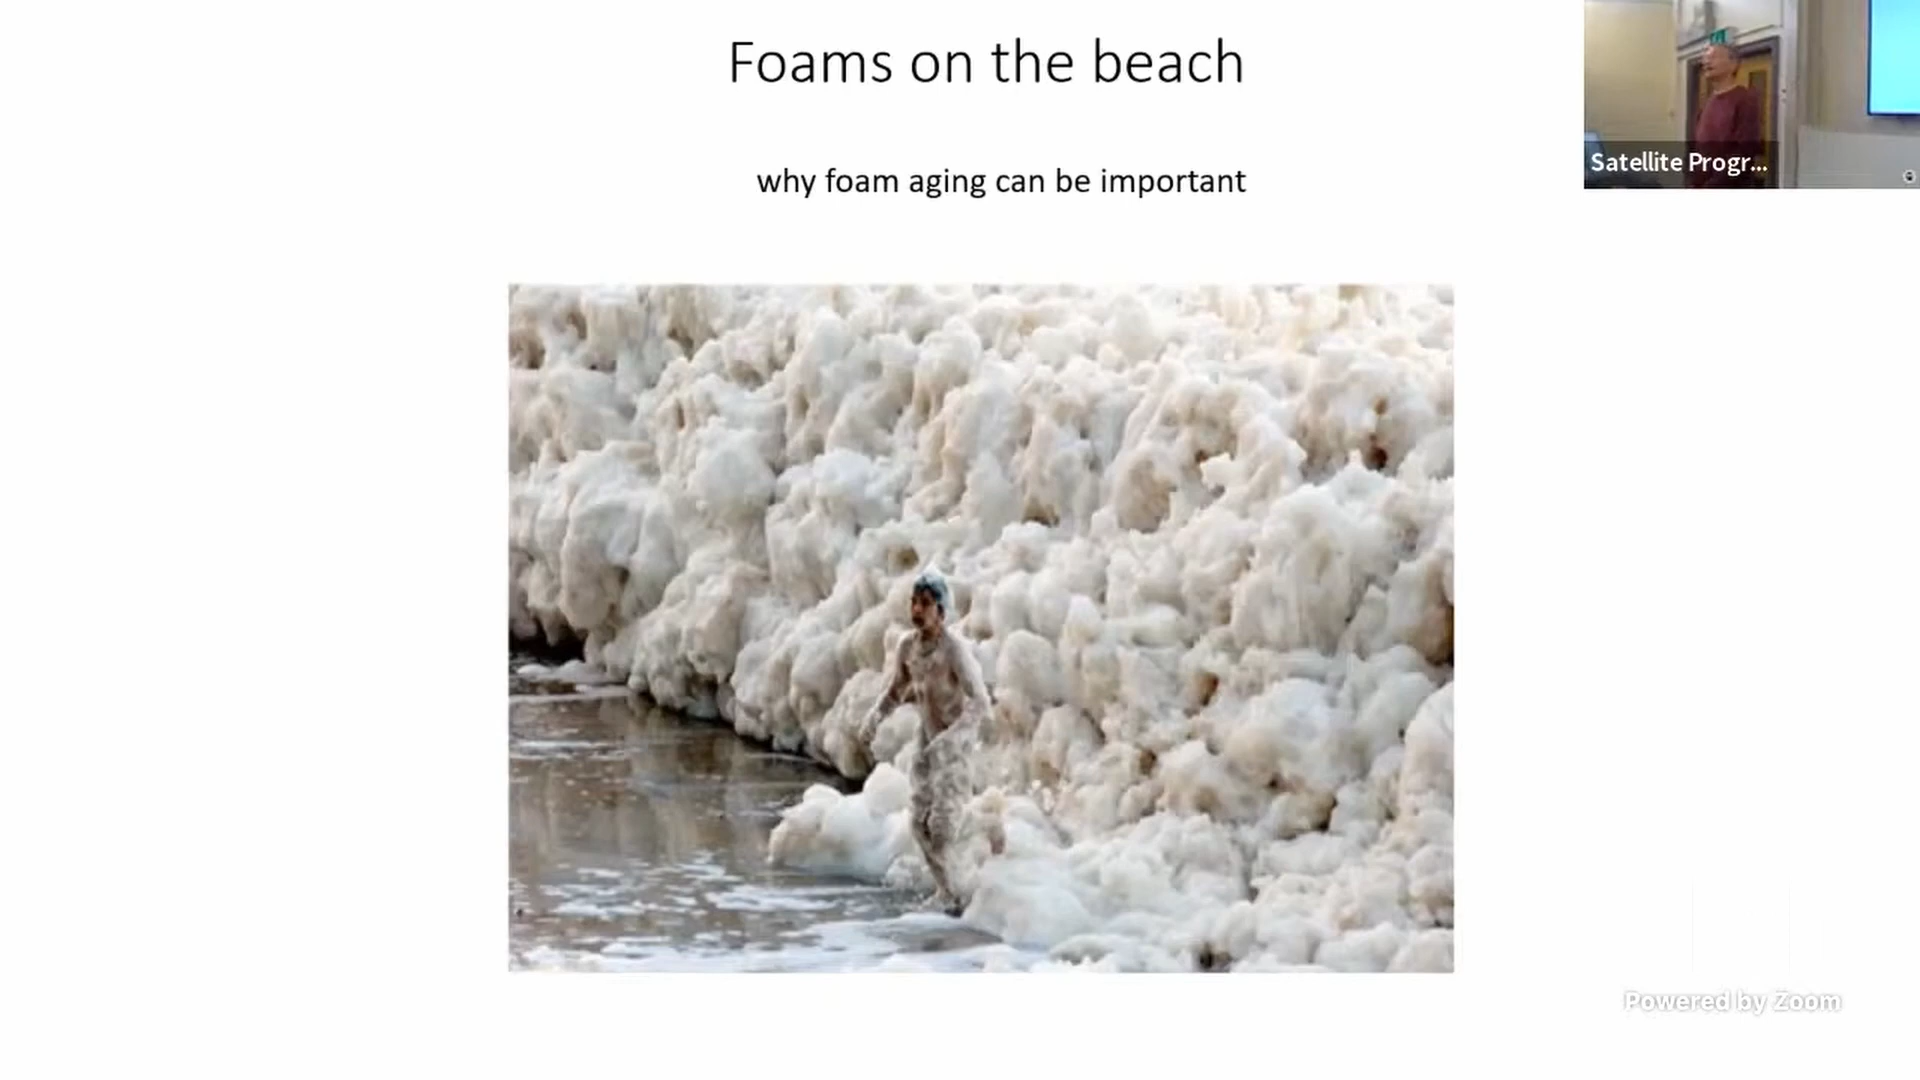 Foams on the beach
Satellite Progr...
why foam aging can be important
Powered by Zoom